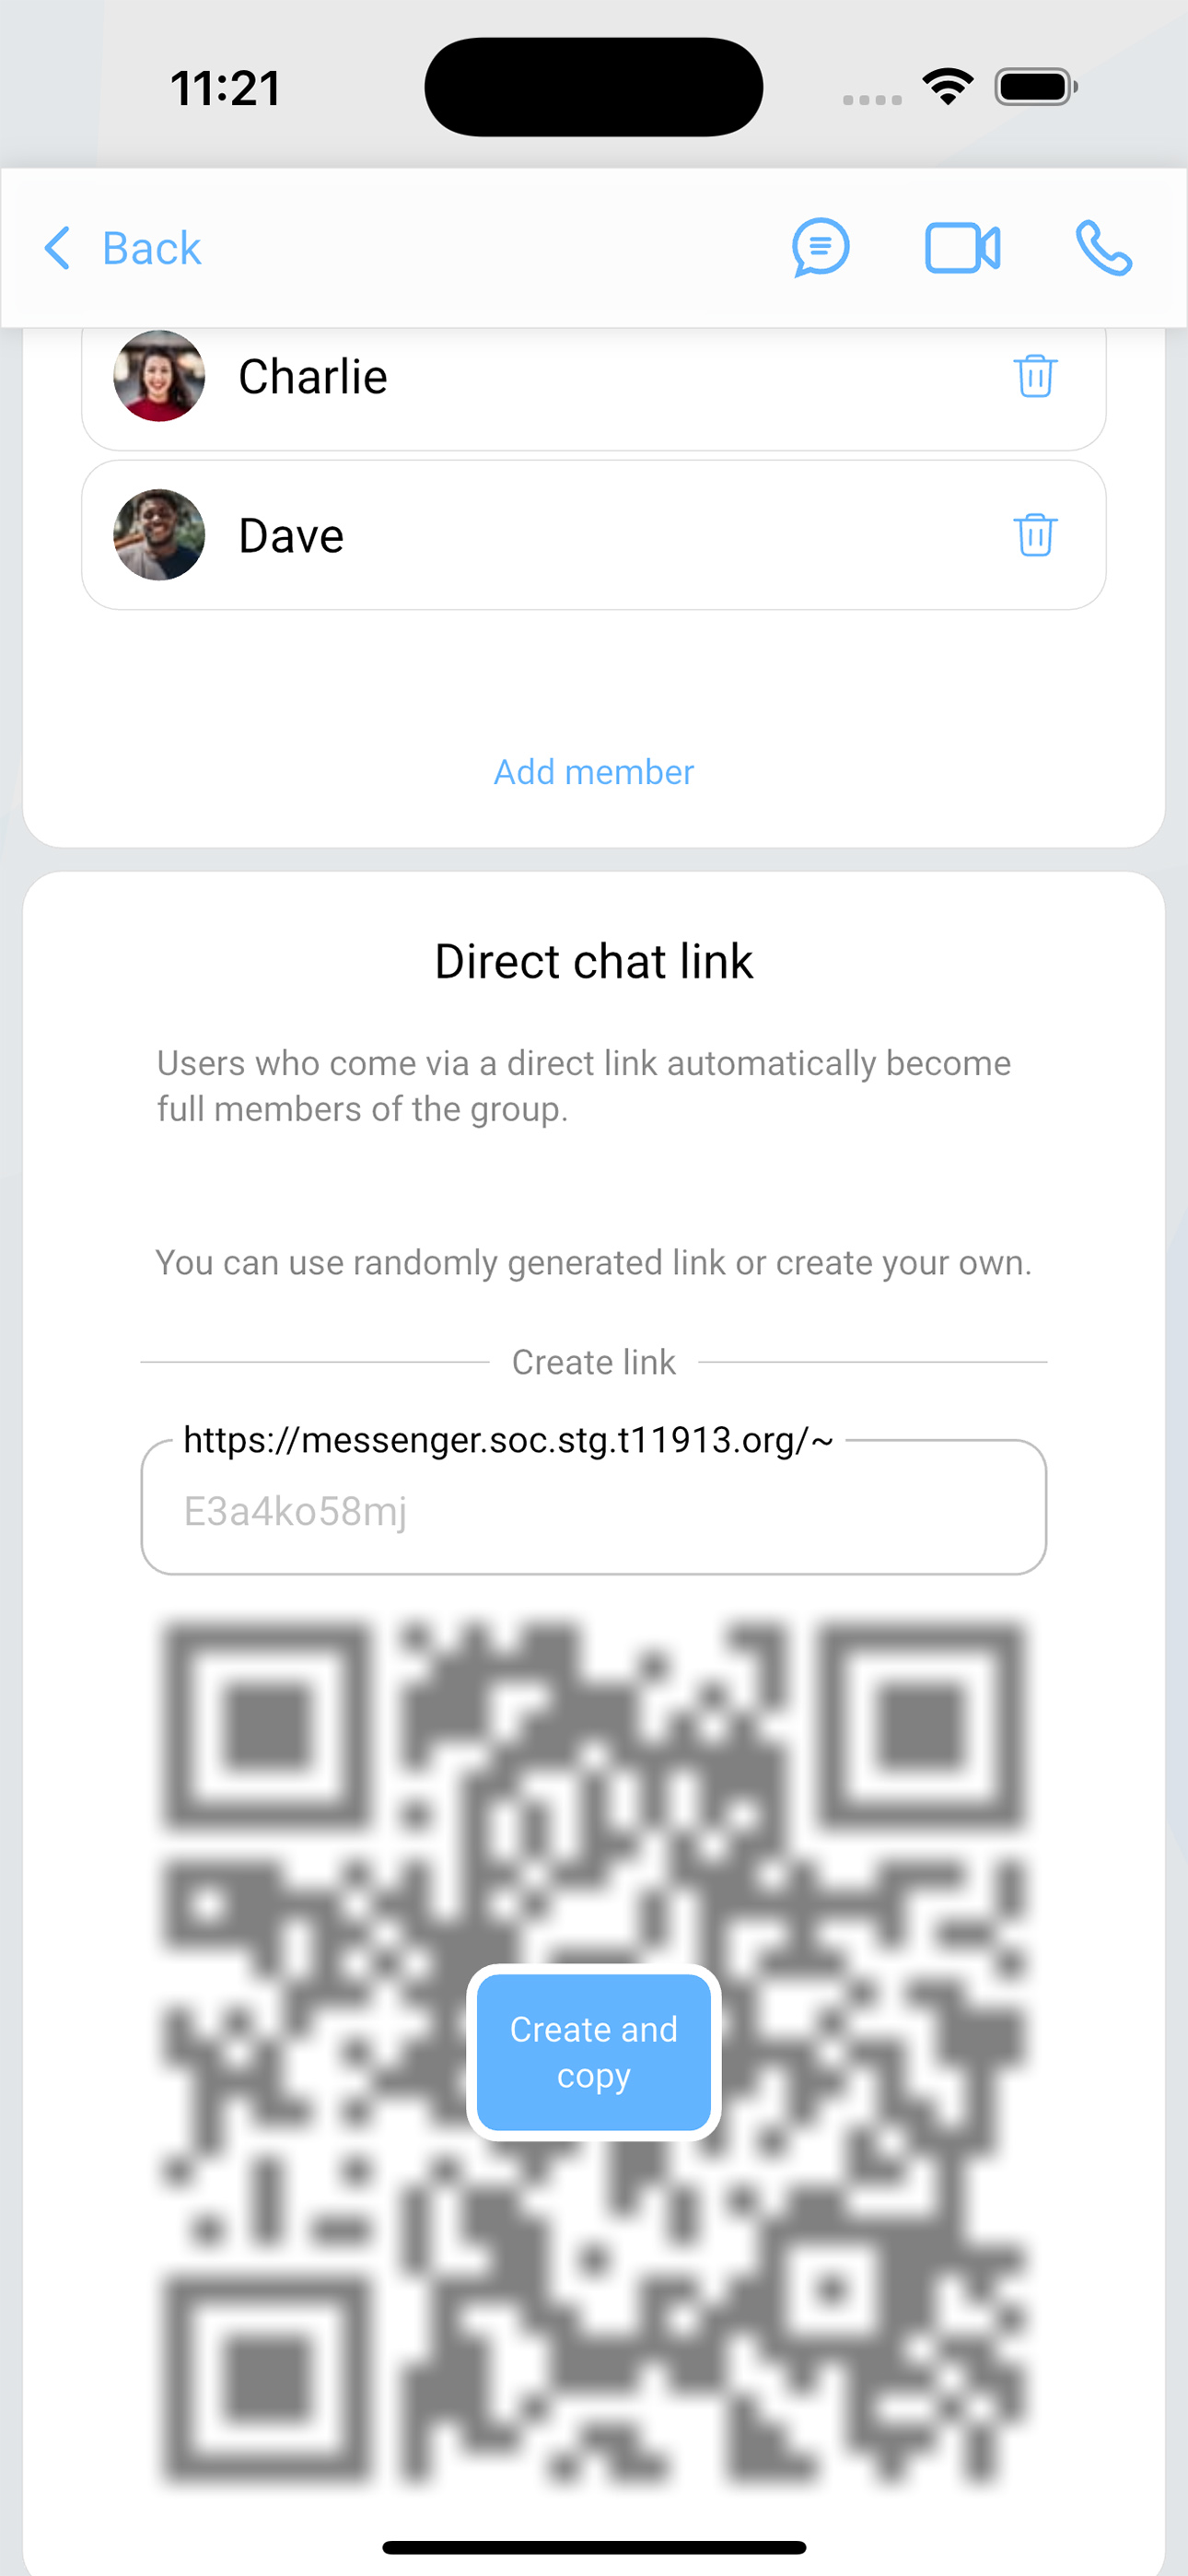 11:21
Back
Charlie
Dave
Add member
Direct chat link
Users who come via a direct link automatically become
full members of the group.
You can use randomly generated link or create your own.
Create link
https://messenger.soc.stg.t11913.org/~
E3a4ko58mj
Create and
copy